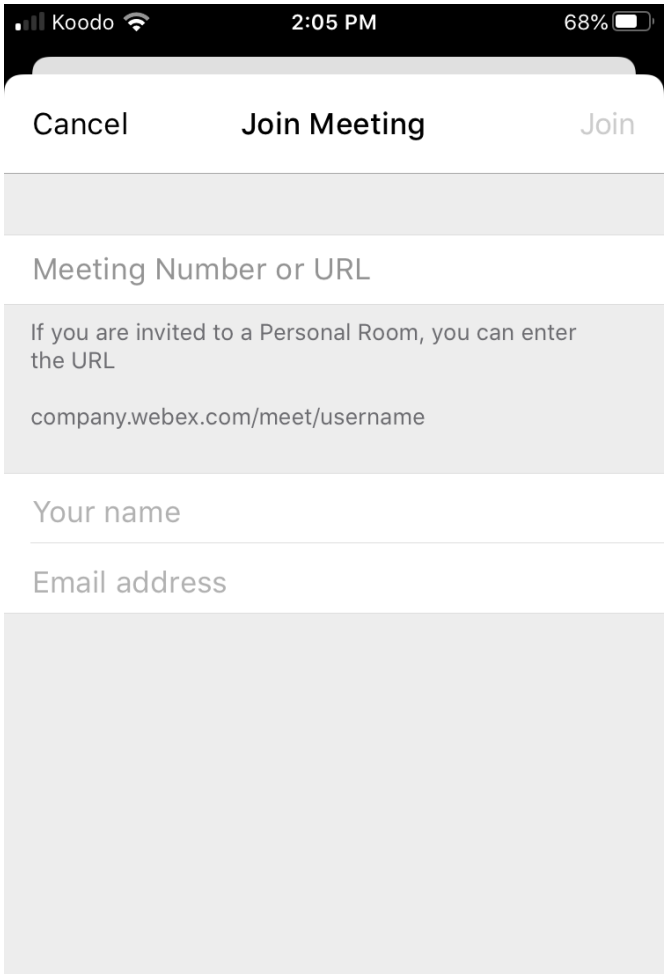 Koodo 2:05 PM 68%
Cancel Join Meeting Join
Meeting Number or URL
If you are invited to a Personal Room, you can enter
the URL
company.webex.com/meet/username
Your name
Email address